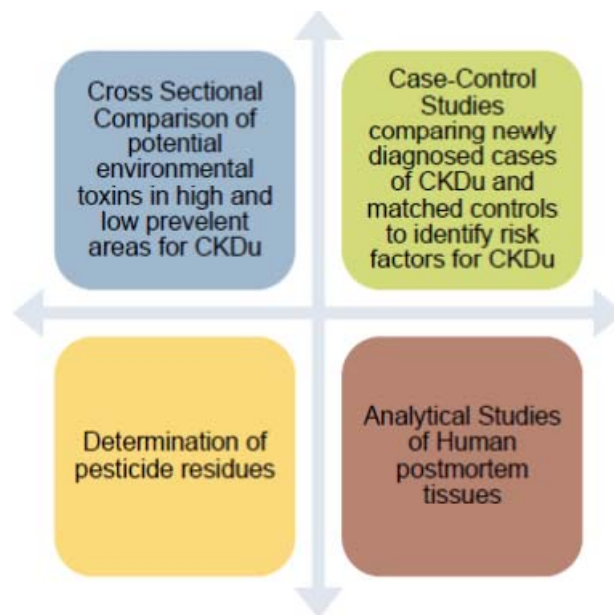 Cross Sectional
Comparison of
potential
environmental
toxins in high and
low prevelent
areas for CKDu
Case-Control
Studies
comparing newly
diagnosed cases
of CKDu and
matched controls
to identify risk
factors for CKDu
Determination of
pesticide residues
Analytical Studies
of Human
postmortem
tissues